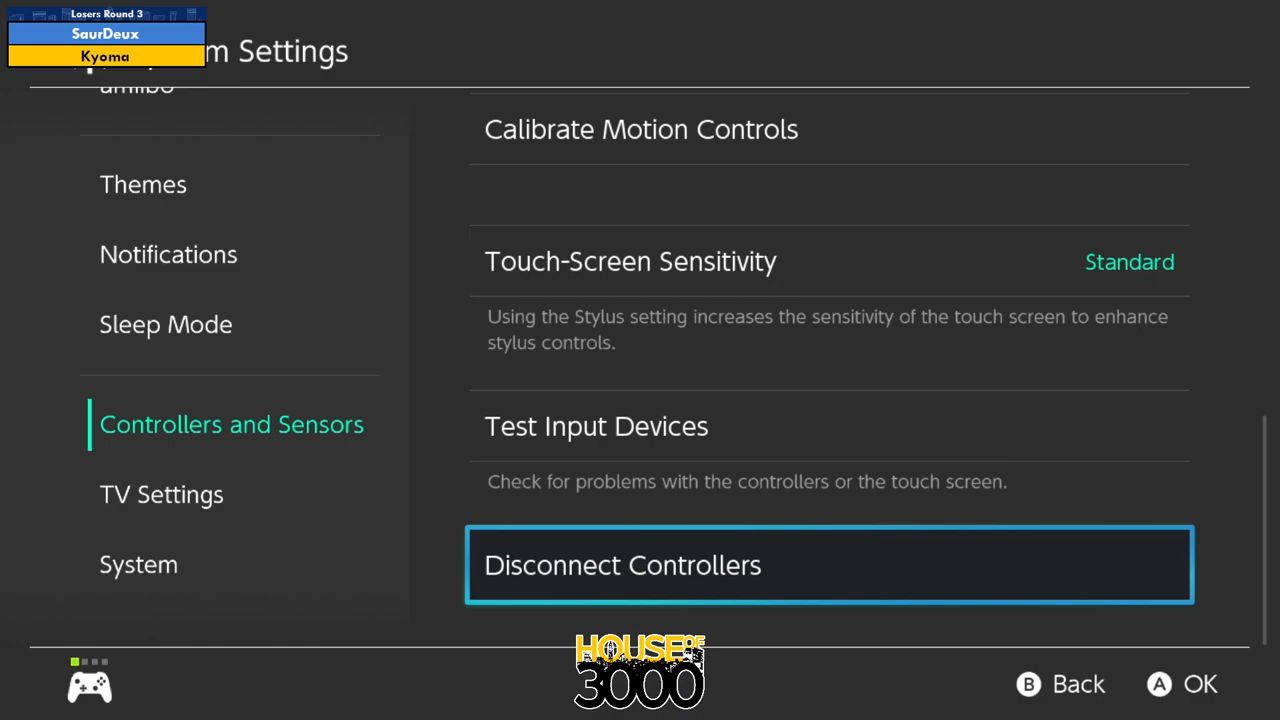 Losers Round 3
SaurDeux
Kyoma
m Settings
amiibo
Themes
Notifications
Sleep Mode
Controllers and Sensors
TV Settings
System
Calibrate Motion Controls
Touch-Screen Sensitivity Standard
Using the Stylus setting increases the sensitivity of the touch screen to enhance
stylus controls.
Test Input Devices
Check for problems with the controllers or the touch screen.
Disconnect Controllers
HOUSE OF
3000
B Back A OK